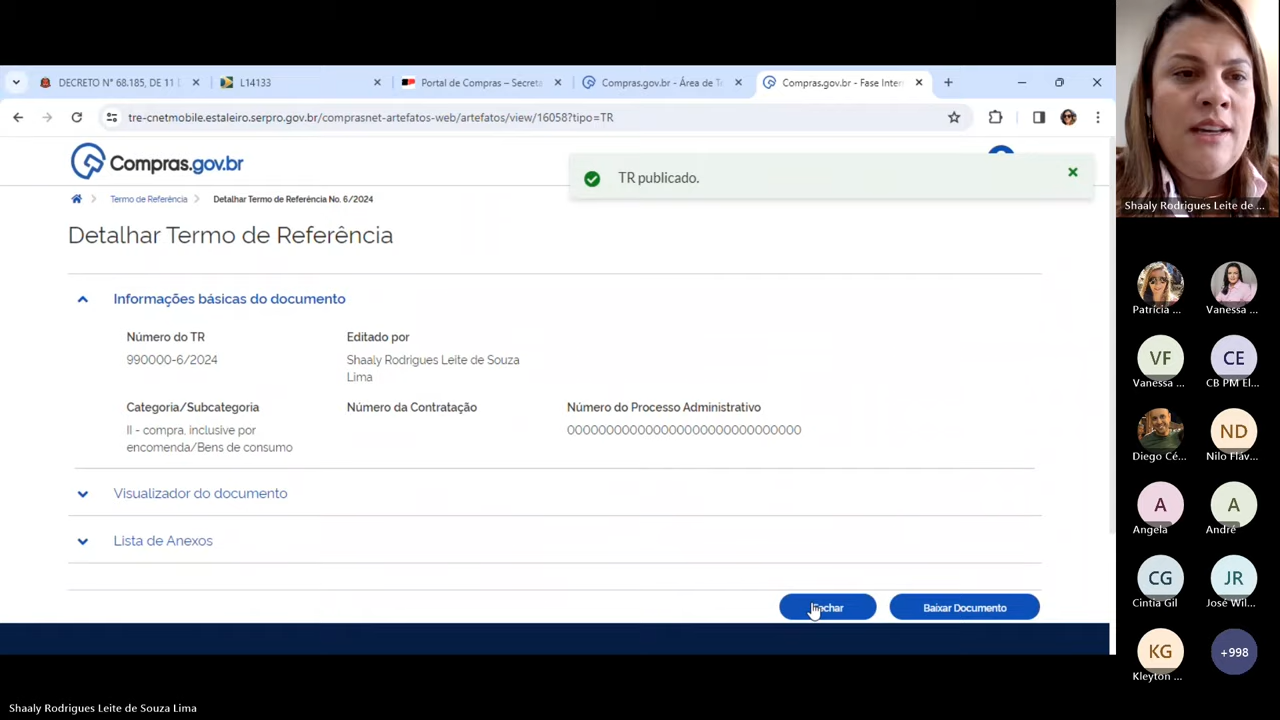 DECRETO N° 68.185, DE 11
L14133
Portal de Compras – Secreta
Compras.gov.br - Área de T
Compras.gov.br - Fase Inter
tre-cnetmobile.estaleiro.serpro.gov.br/comprasnet-artefatos-web/artefatos/view/16058?tipo=TR
Compras.gov.br
TR publicado.
Termo de Referência
Detalhar Termo de Referência No. 6/2024
Detalhar Termo de Referência
Informações básicas do documento
Número do TR
Editado por
990000-6/2024
Shaaly Rodrigues Leite de Souza
Lima
Categoria/Subcategoria
Número da Contratação
Número do Processo Administrativo
II - compra, inclusive por
encomenda/Bens de consumo
Visualizador do documento
Lista de Anexos
Fechar
Baixar Documento
Shaaly Rodrigues Leite de ...
Patrícia ...
Vanessa ...
VF
CE
Vanessa ...
CB PM El...
Diego Cé...
ND
Nilo Fláv...
A
A
Angela
André
CG
JR
Cintia Gil
José Wil...
KG
+998
Kleyton ...
Shaaly Rodrigues Leite de Souza Lima